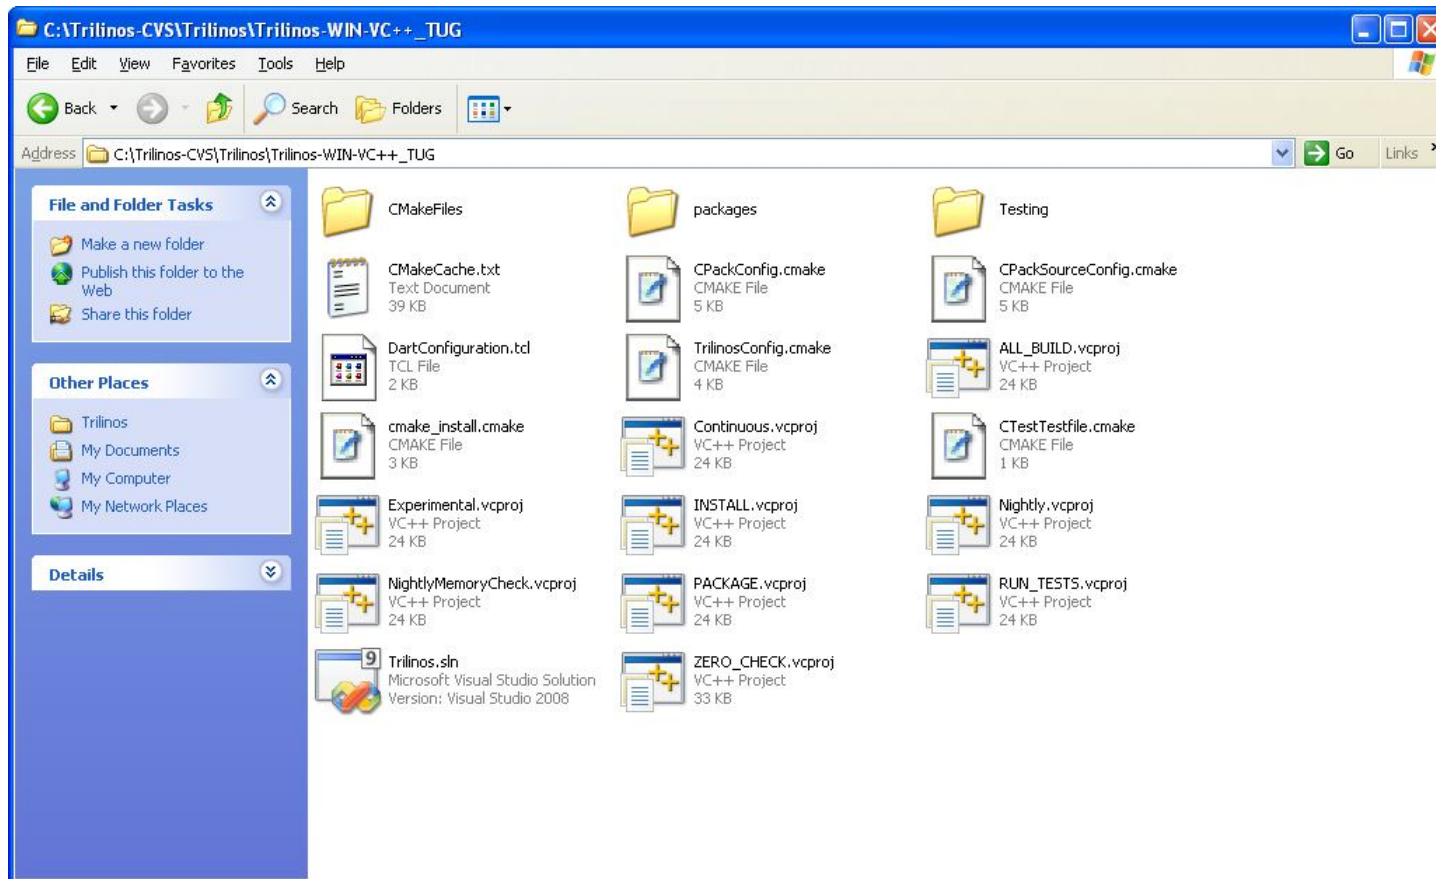 C:\Trilinos-CVS\Trilinos\Trilinos-WIN-VC++_TUG
File Edit View Favorites Tools Help
Back Search Folders
Address C:\Trilinos-CVS\Trilinos\Trilinos-WIN-VC++_TUG Go Links
File and Folder Tasks
Make a new folder
Publish this folder to the
Web
Share this folder
Other Places
Trilinos
My Documents
My Computer
My Network Places
Details
CMakeFiles
packages
Testing
CMakeCache.txt
Text Document
39 KB
CPackConfig.cmake
CMAKE File
5 KB
CPackSourceConfig.cmake
CMAKE File
5 KB
DartConfiguration.tcl
TCL File
2 KB
TrilinosConfig.cmake
CMAKE File
4 KB
ALL_BUILD.vcproj
VC++ Project
24 KB
cmake_install.cmake
CMAKE File
3 KB
Continuous.vcproj
VC++ Project
24 KB
CTestTestfile.cmake
CMAKE File
1 KB
Experimental.vcproj
VC++ Project
24 KB
INSTALL.vcproj
VC++ Project
24 KB
Nightly.vcproj
VC++ Project
24 KB
NightlyMemoryCheck.vcproj
VC++ Project
24 KB
PACKAGE.vcproj
VC++ Project
24 KB
RUN_TESTS.vcproj
VC++ Project
24 KB
9
Trilinos.sln
Microsoft Visual Studio Solution
Version: Visual Studio 2008
ZERO_CHECK.vcproj
VC++ Project
33 KB